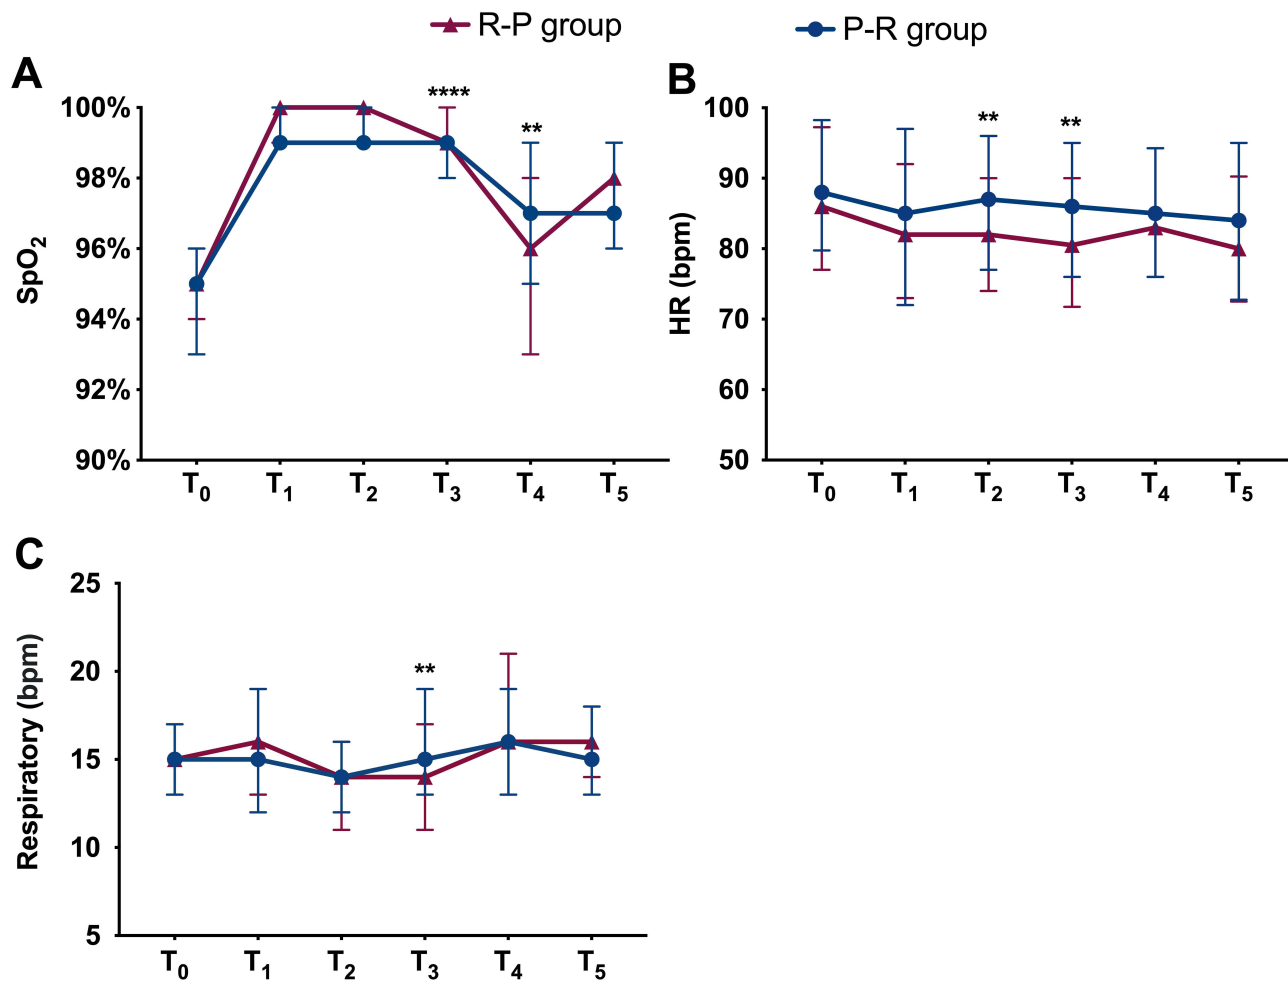 R-P group
P-R group
A
SpO2
100%
98%
96%
94%
92%
90%
****
**
T0 T1 T2 T3 T4 T5
B
HR (bpm)
100
90
80
70
60
50
** **
T0 T1 T2 T3 T4 T5
C
Respiratory (bpm)
25
20
15
10
5
**
T0 T1 T2 T3 T4 T5